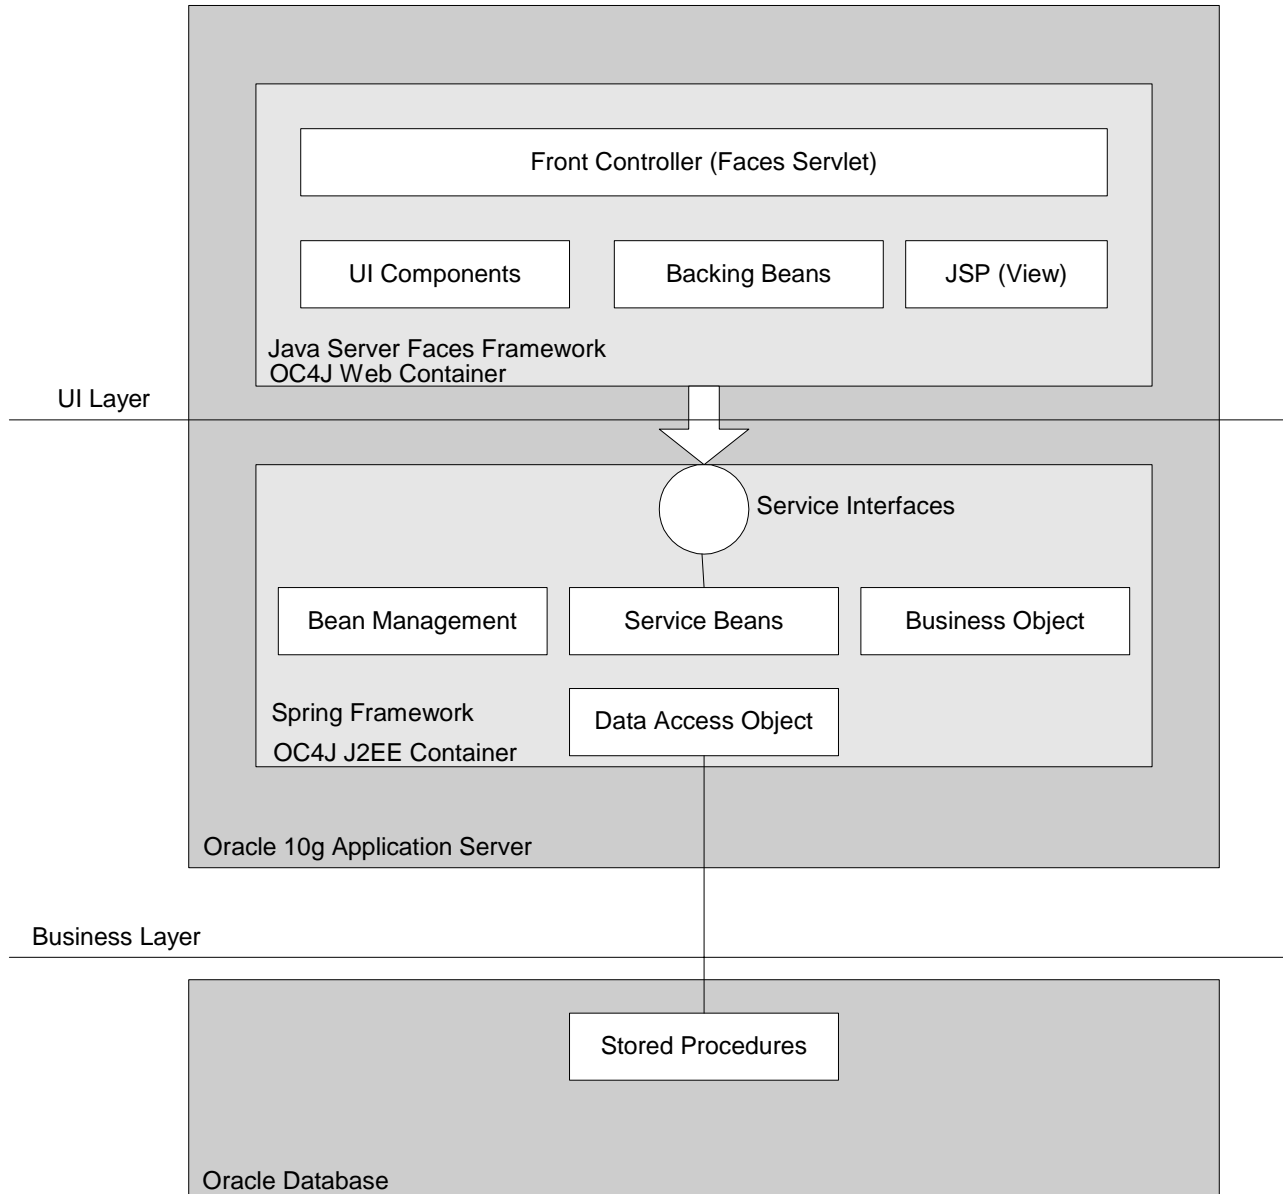 Front Controller (Faces Servlet)
UI Components
Backing Beans
JSP (View)
Java Server Faces Framework
OC4J Web Container
UI Layer
Service Interfaces
Bean Management
Service Beans
Business Object
Spring Framework
Data Access Object
OC4J J2EE Container
Oracle 10g Application Server
Business Layer
Stored Procedures
Oracle Database